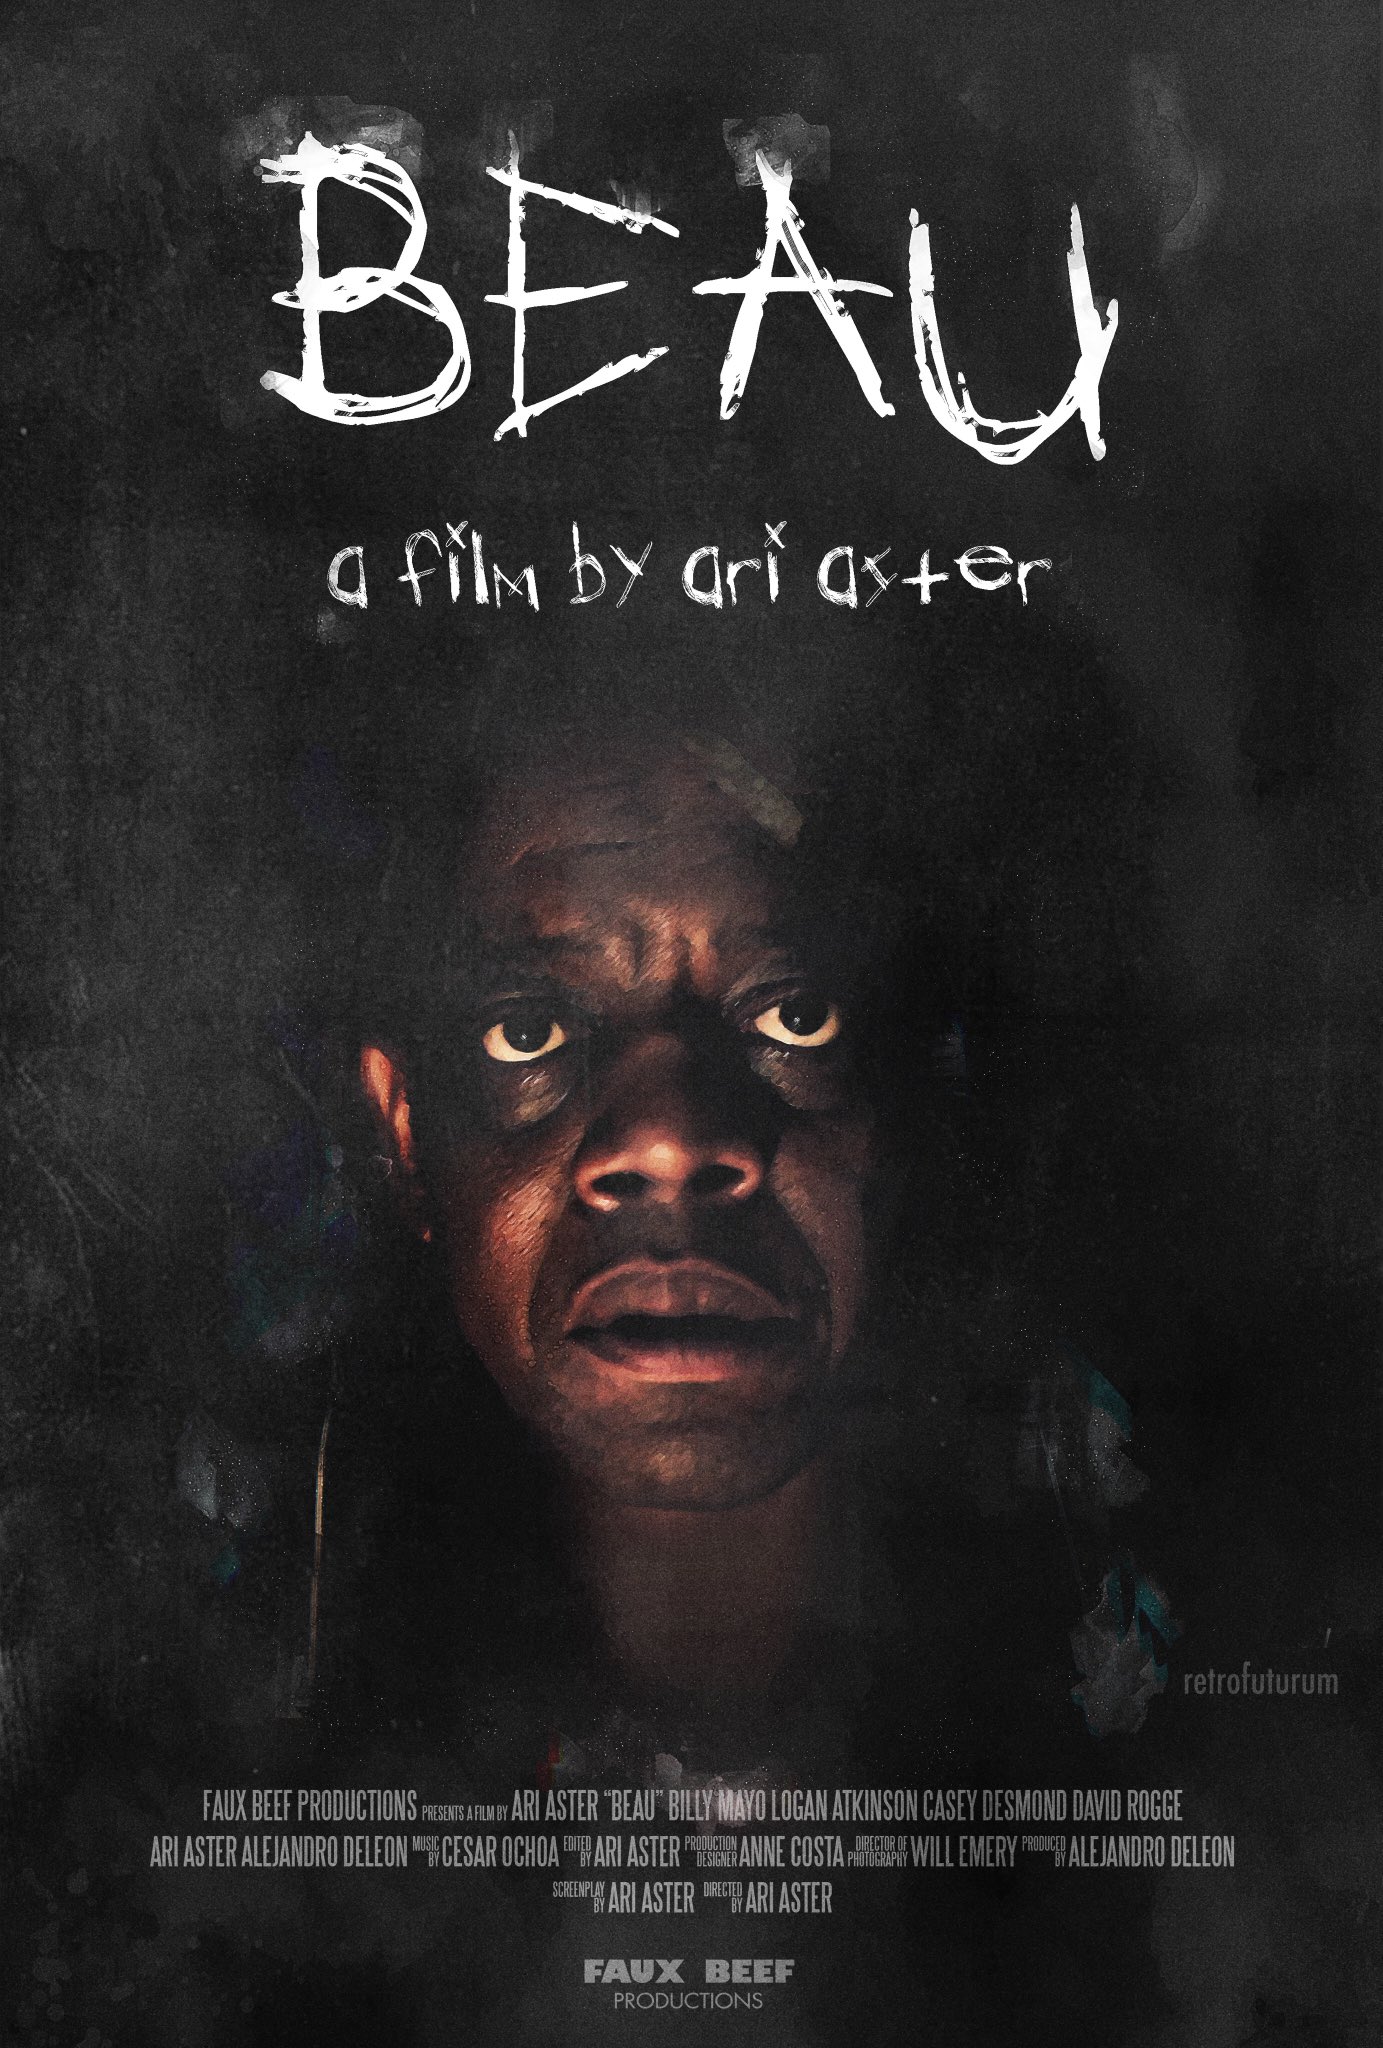 BEAU
a film by ari aster
retrofuturum
FAUX BEEF PRODUCTIONS PRESENTS A FILM BY ARI ASTER “BEAU” BILLY MAYO LOGAN ATKINSON CASEY DESMOND DAVID ROGGE
ARI ASTER ALEJANDRO DELEON MUSIC BY CESAR OCHOA EDITED BY ARI ASTER PRODUCTION DESIGNER ANNE COSTA DIRECTOR OF PHOTOGRAPHY WILL EMERY PRODUCED BY ALEJANDRO DELEON
SCREENPLAY BY ARI ASTER DIRECTED BY ARI ASTER
FAUX BEEF
PRODUCTIONS